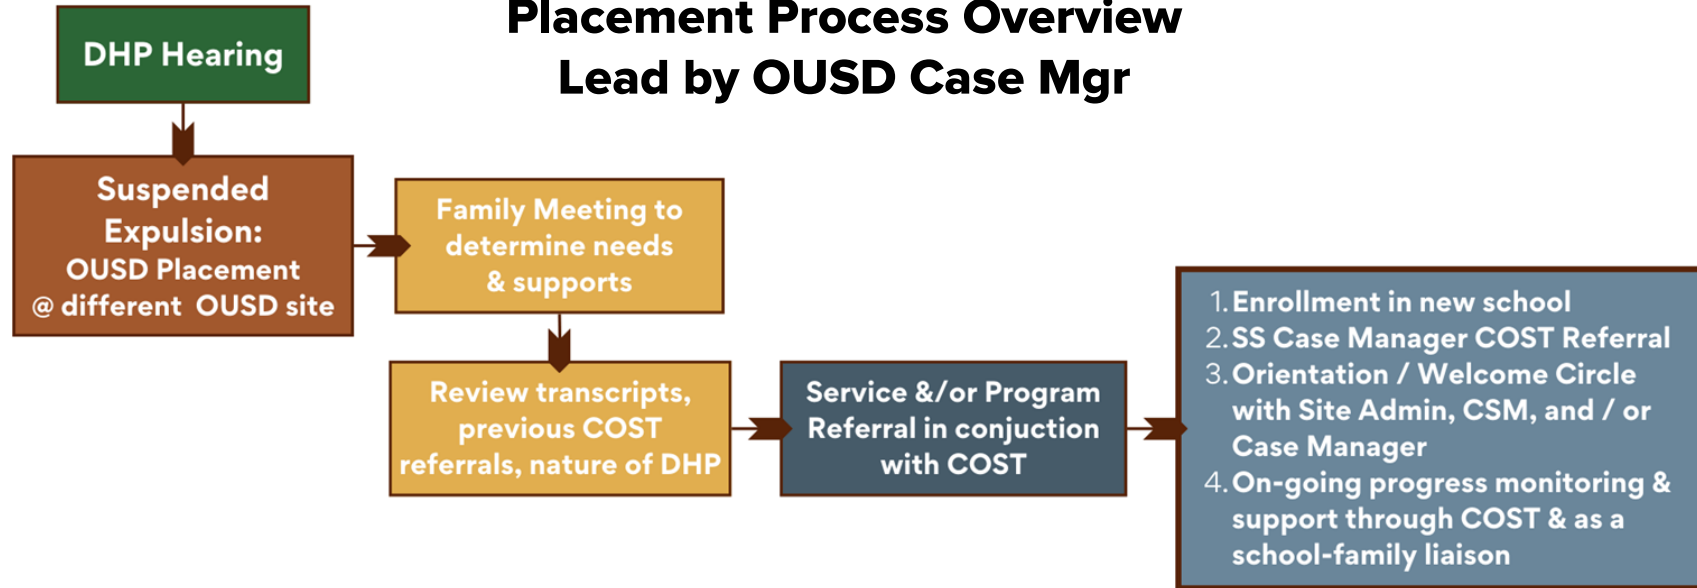 Placement Process Overview
Lead by OUSD Case Mgr
DHP Hearing
Suspended
Expulsion:
OUSD Placement
@ different OUSD site
Family Meeting to
determine needs
& supports
Review transcripts,
previous COST
referrals, nature of DHP
Service &/or Program
Referral in conjuction
with COST
1. Enrollment in new school
2. SS Case Manager COST Referral
3. Orientation / Welcome Circle
with Site Admin, CSM, and / or
Case Manager
4. On-going progress monitoring &
support through COST & as a
school-family liaison